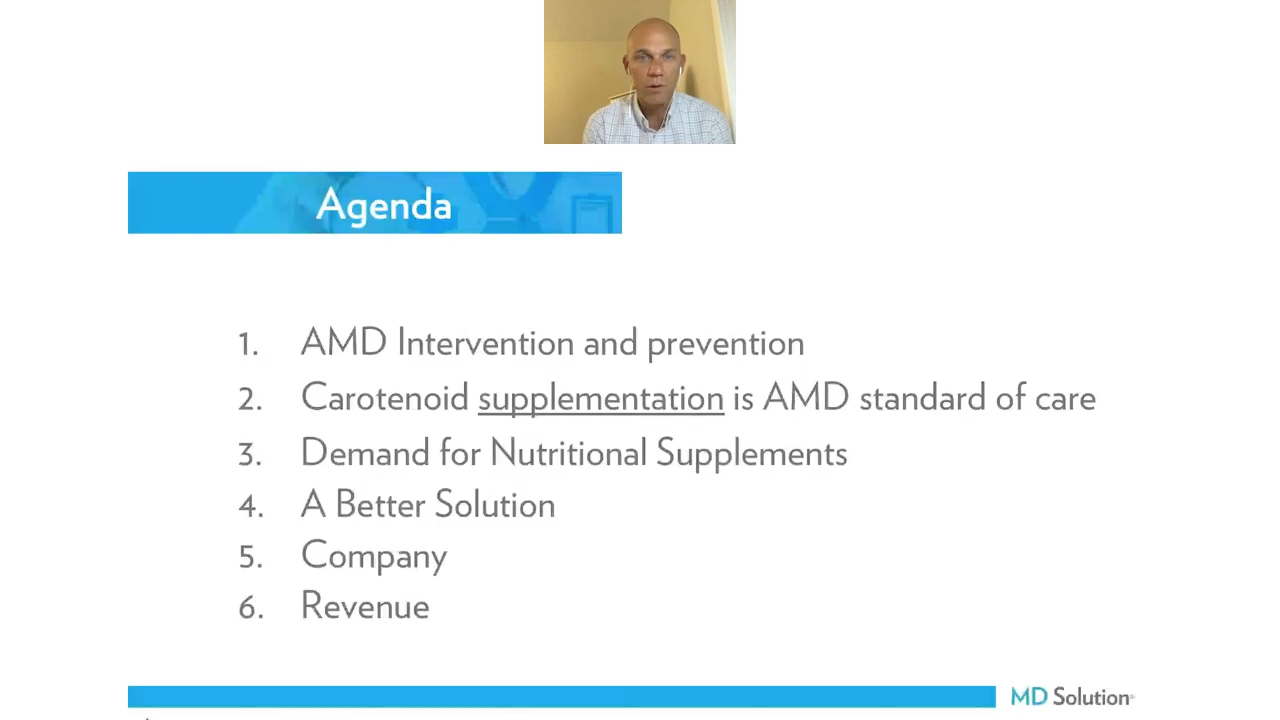 Agenda
1. AMD Intervention and prevention
2. Carotenoid supplementation is AMD standard of care
3. Demand for Nutritional Supplements
4. A Better Solution
5. Company
6. Revenue
MD Solution®